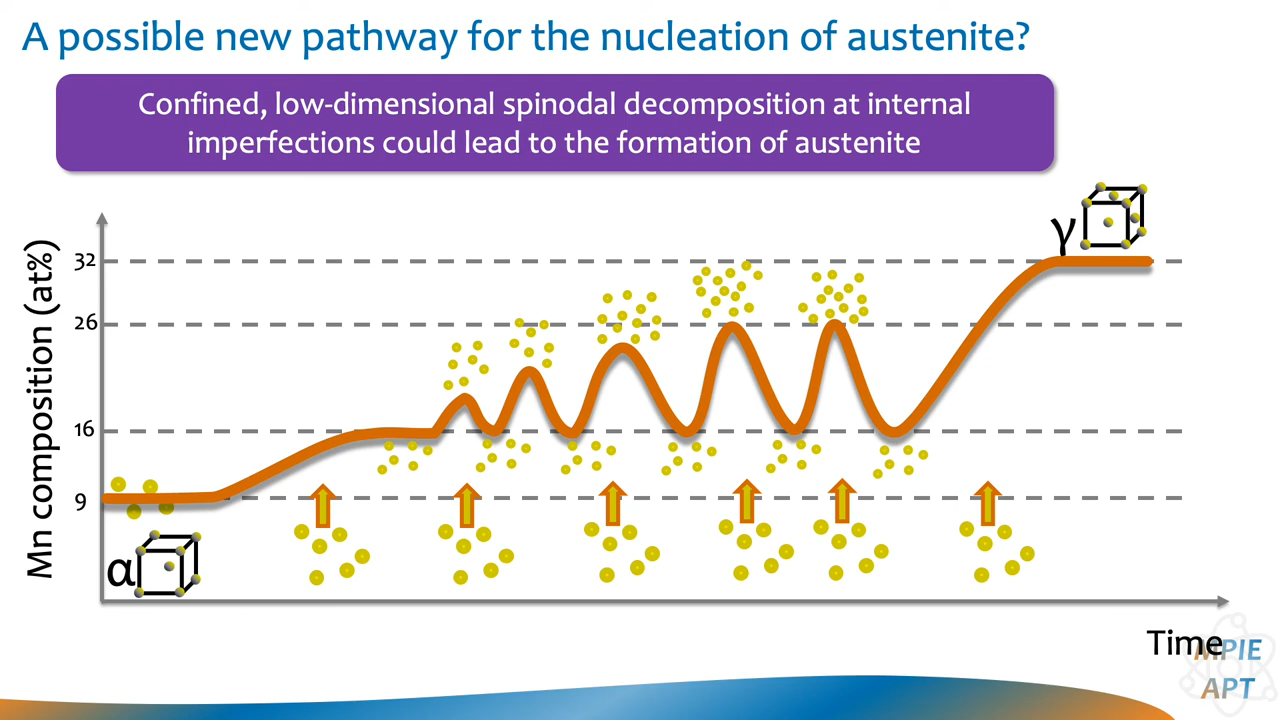 A possible new pathway for the nucleation of austenite?
Confined, low-dimensional spinodal decomposition at internal
imperfections could lead to the formation of austenite
Mn composition (at%)
32
26
16
9
γ
α
Time
MPIE
APT